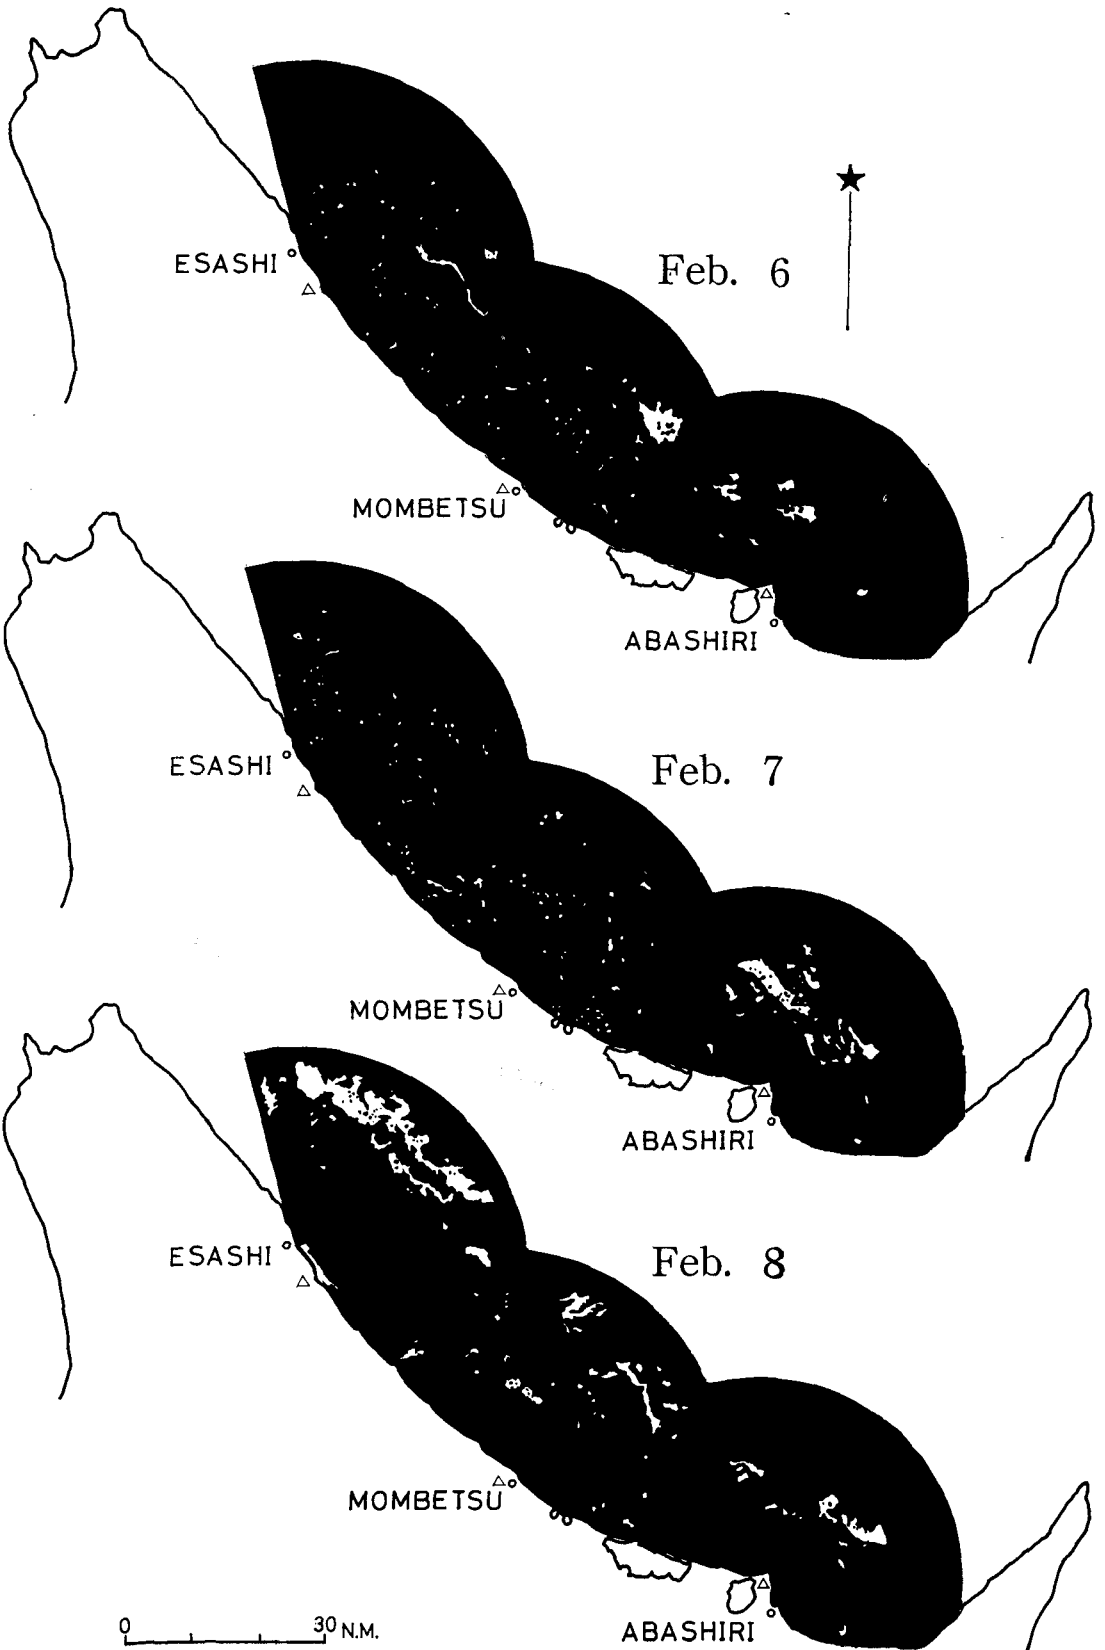 ESASHI
Feb. 6
MOMBETSU
ABASHIRI
ESASHI
Feb. 7
MOMBETSU
ABASHIRI
ESASHI
Feb. 8
MOMBETSU
ABASHIRI
0 30 N.M.